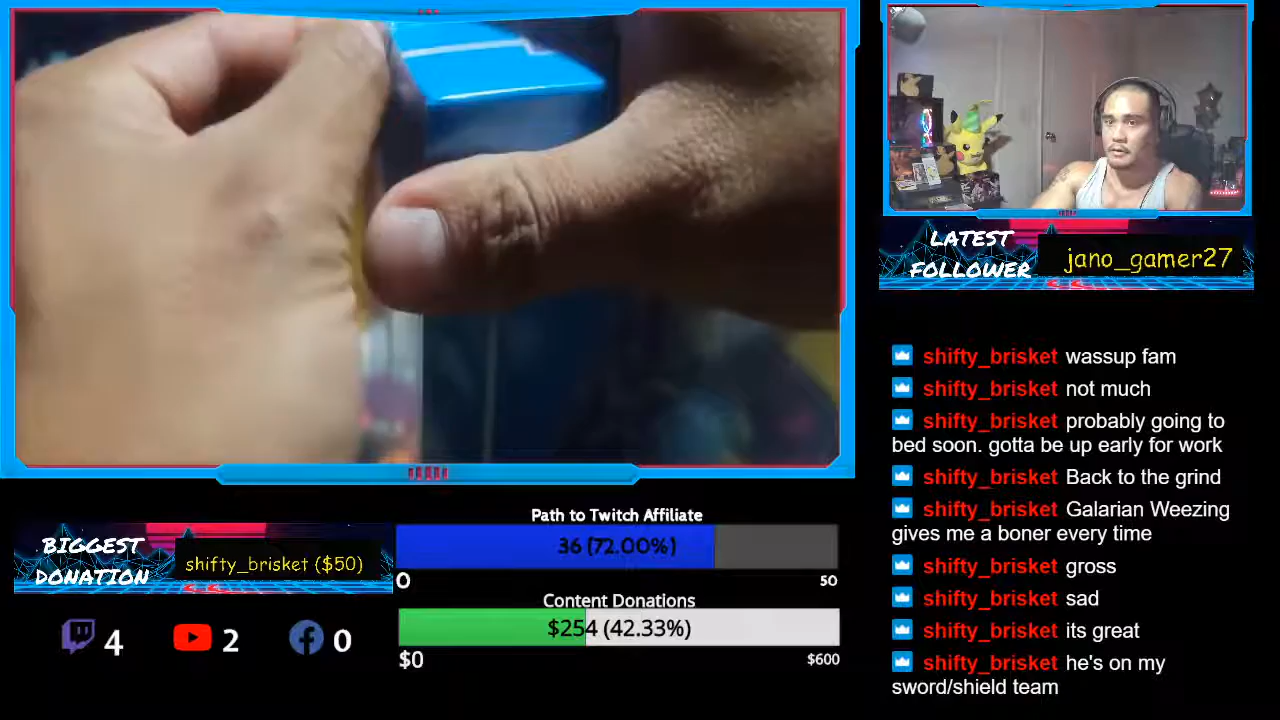 LATEST
FOLLOWER
jano_gamer27
shifty_brisket wassup fam
shifty_brisket not much
shifty_brisket probably going to
bed soon. gotta be up early for work
shifty_brisket Back to the grind
shifty_brisket Galarian Weezing
gives me a boner every time
shifty_brisket gross
shifty_brisket sad
shifty_brisket its great
shifty_brisket he's on my
sword/shield team
BIGGEST
DONATION
shifty_brisket ($50)
Path to Twitch Affiliate
36 (72.00%)
0
50
Content Donations
$254 (42.33%)
$0
$600
4
2
0